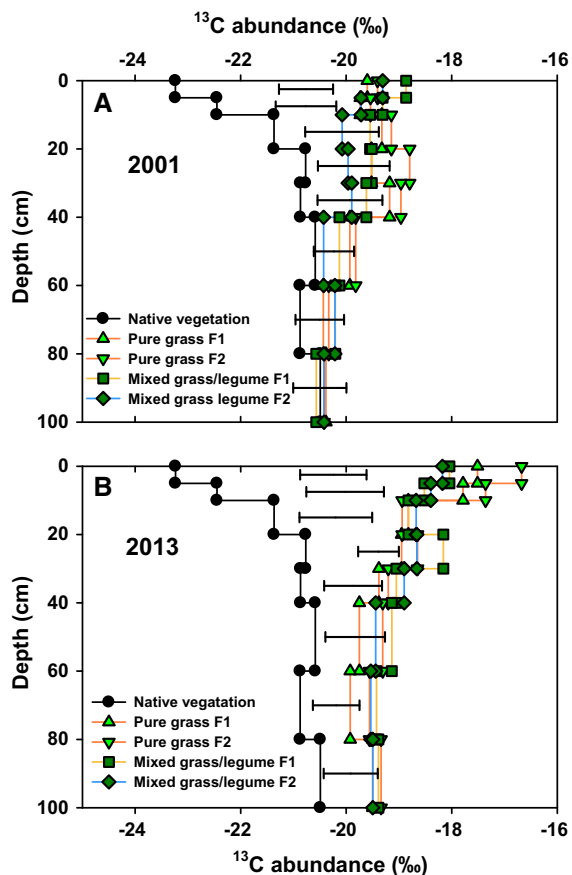 13C abundance (‰)
-24 -22 -20 -18 -16
0
20
40
60
80
100
Depth (cm)
A
2001
Native vegetation
Pure grass F1
Pure grass F2
Mixed grass/legume F1
Mixed grass legume F2
0
20
40
60
80
100
Depth (cm)
B
2013
Native vegatation
Pure grass F1
Pure grass F2
Mixed grass/legume F1
Mixed grass/legume F2
-24 -22 -20 -18 -16
13C abundance (‰)